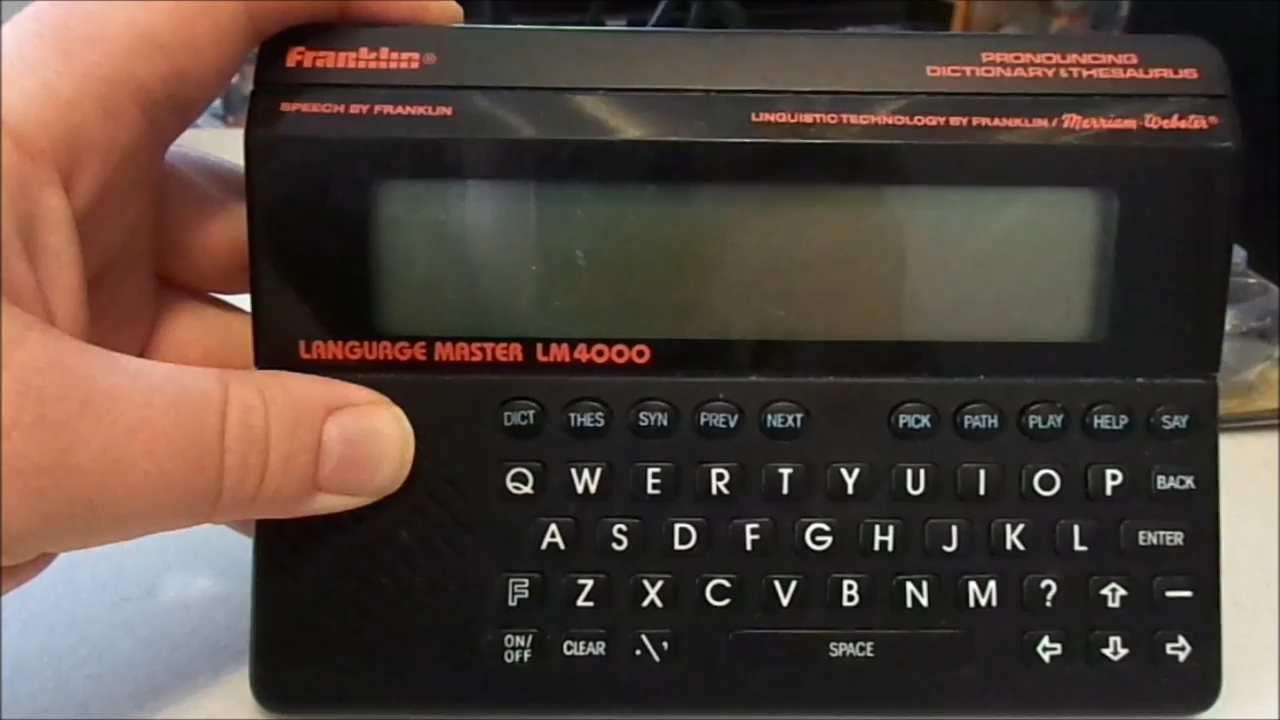 Franklin®
PRONOUNCING
DICTIONARY & THESAURUS
SPEECH BY FRANKLIN
LINGUISTIC TECHNOLOGY BY FRANKLIN / Merriam-Webster®
LANGUAGE MASTER LM4000
DICT THES SYN PREV NEXT PICK PATH PLAY HELP SAY
Q W E R T Y U I O P BACK
A S D F G H J K L ENTER
F Z X C V B N M ? ⇧ —
ON/
OFF CLEAR .\' SPACE ⇦ ⇩ ⇨